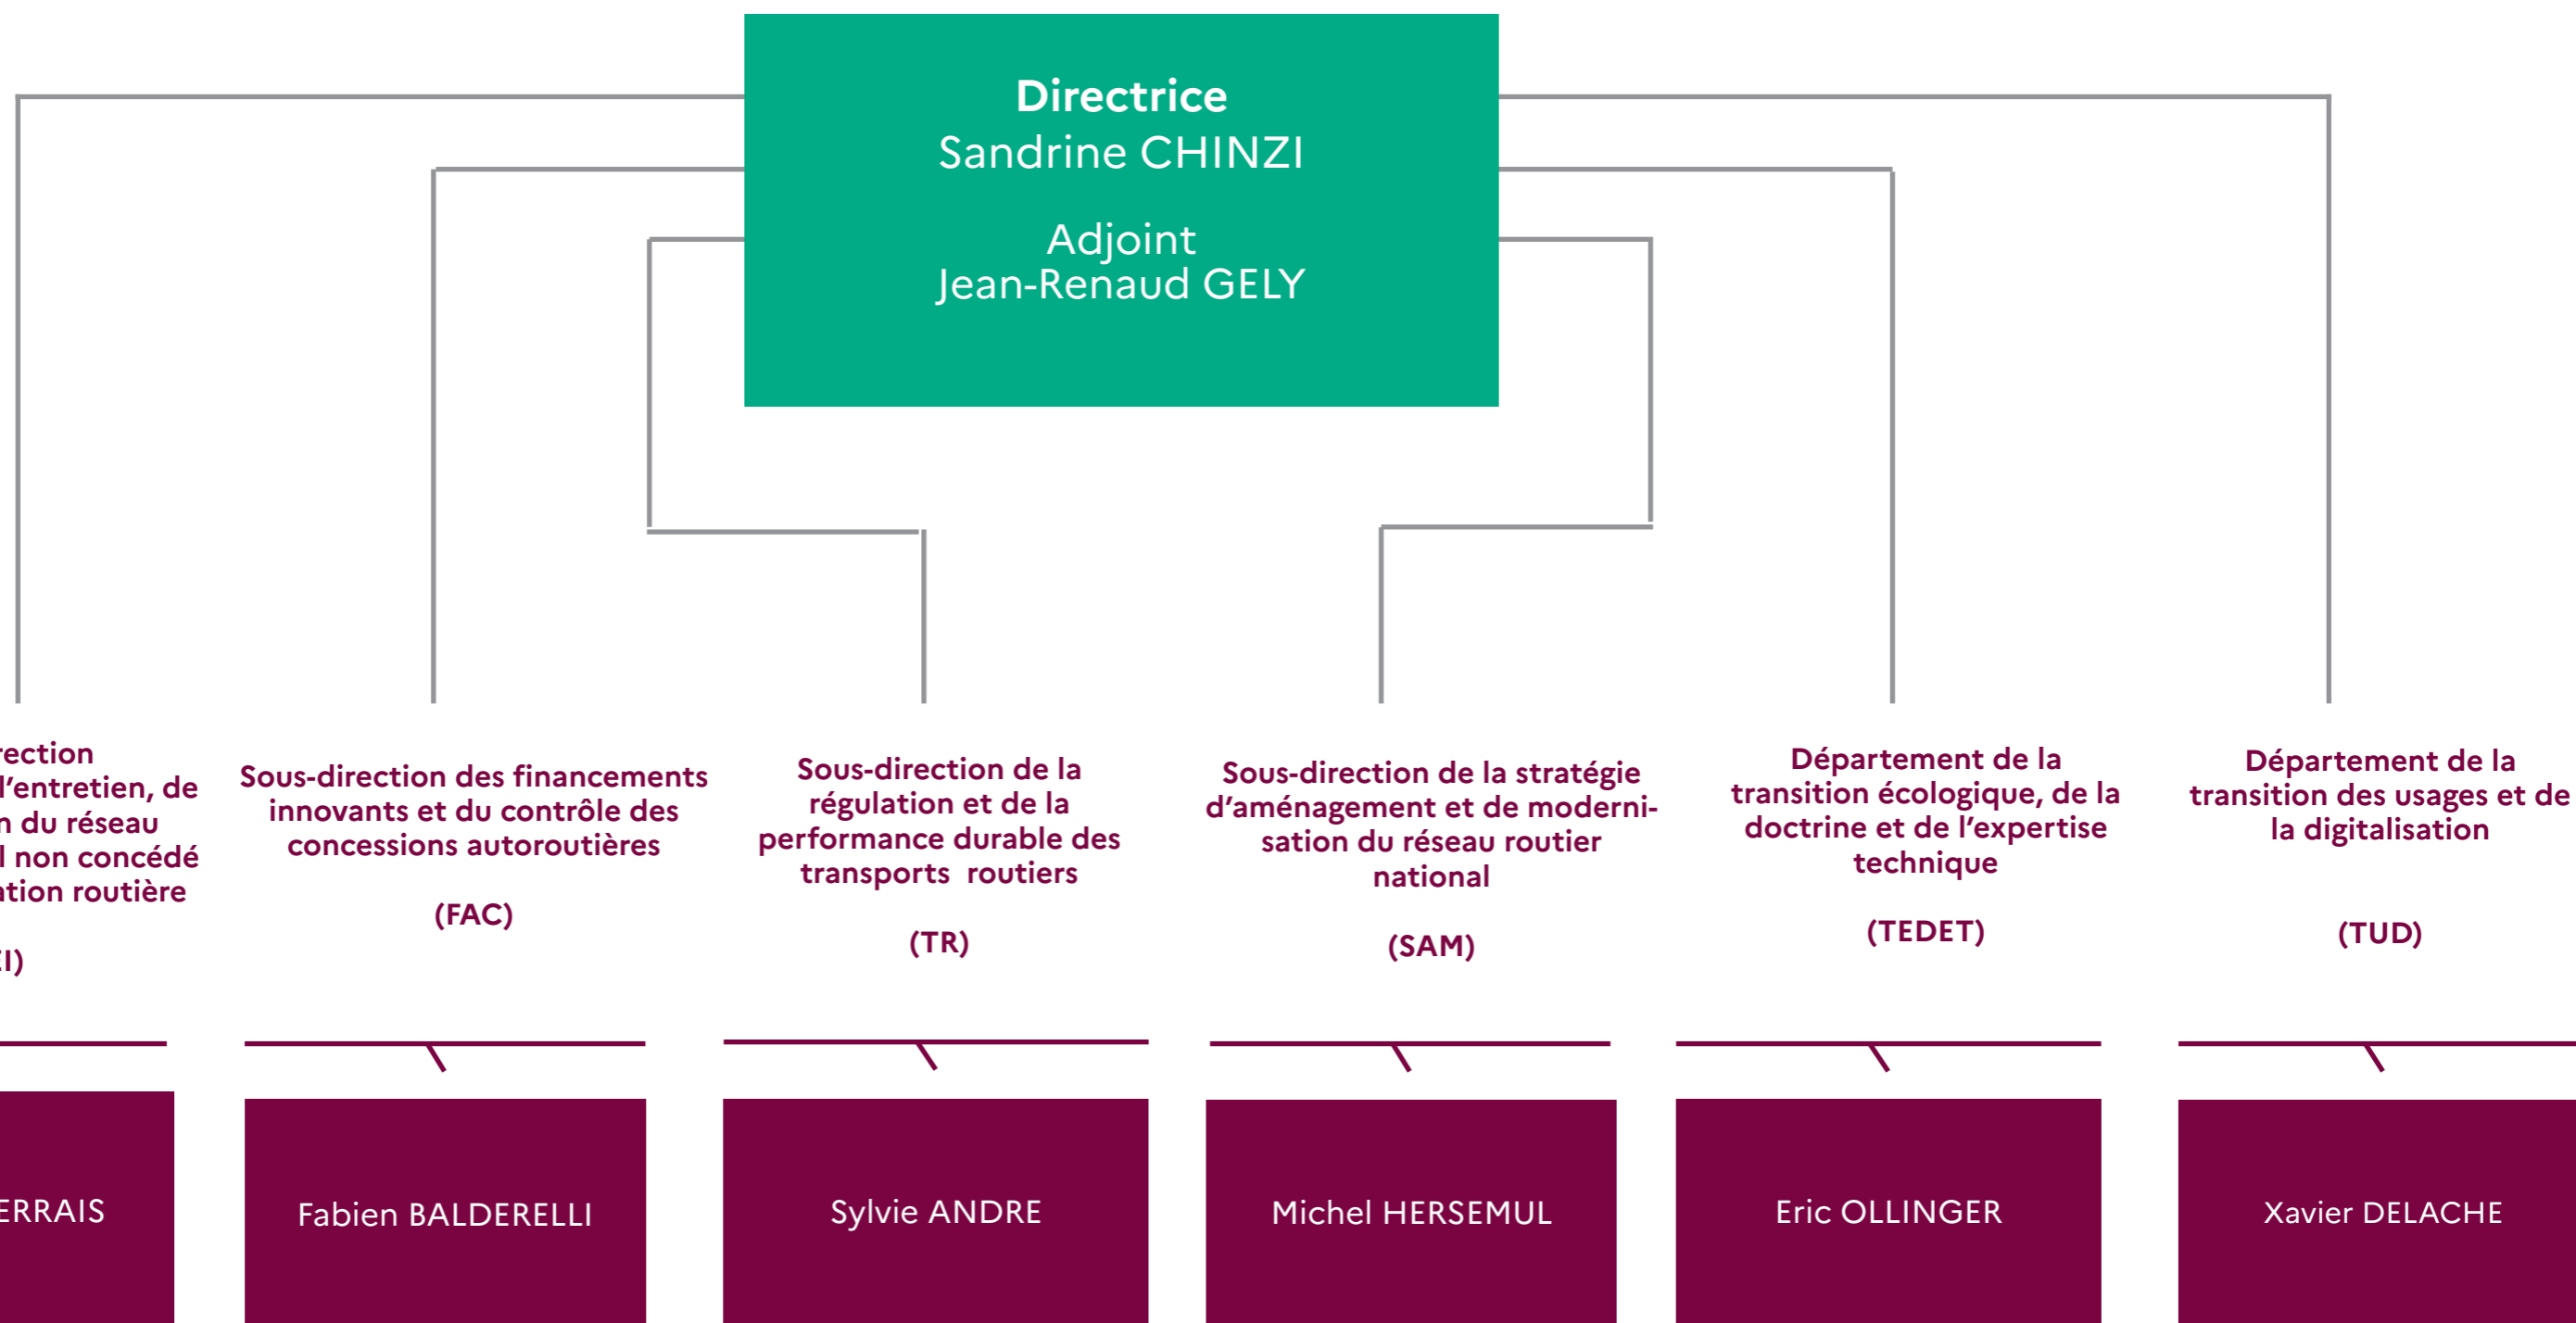 Directrice
Sandrine CHINZI
Adjoint
Jean-Renaud GELY
l'entretien, de
du réseau
non concédé
routière
Sous-direction des financements
innovants et du contrôle des
concessions autoroutières
(FAC)
Sous-direction de la
régulation et de la
performance durable des
transports routiers
(TR)
Sous-direction de la stratégie
d'aménagement et de moderni-
sation du réseau routier
national
(SAM)
Département de la
transition écologique, de la
doctrine et de l'expertise
technique
(TEDET)
Département de la
transition des usages et de
la digitalisation
(TUD)
Fabien BALDERELLI
Sylvie ANDRE
Michel HERSEMUL
Eric OLLINGER
Xavier DELACHE